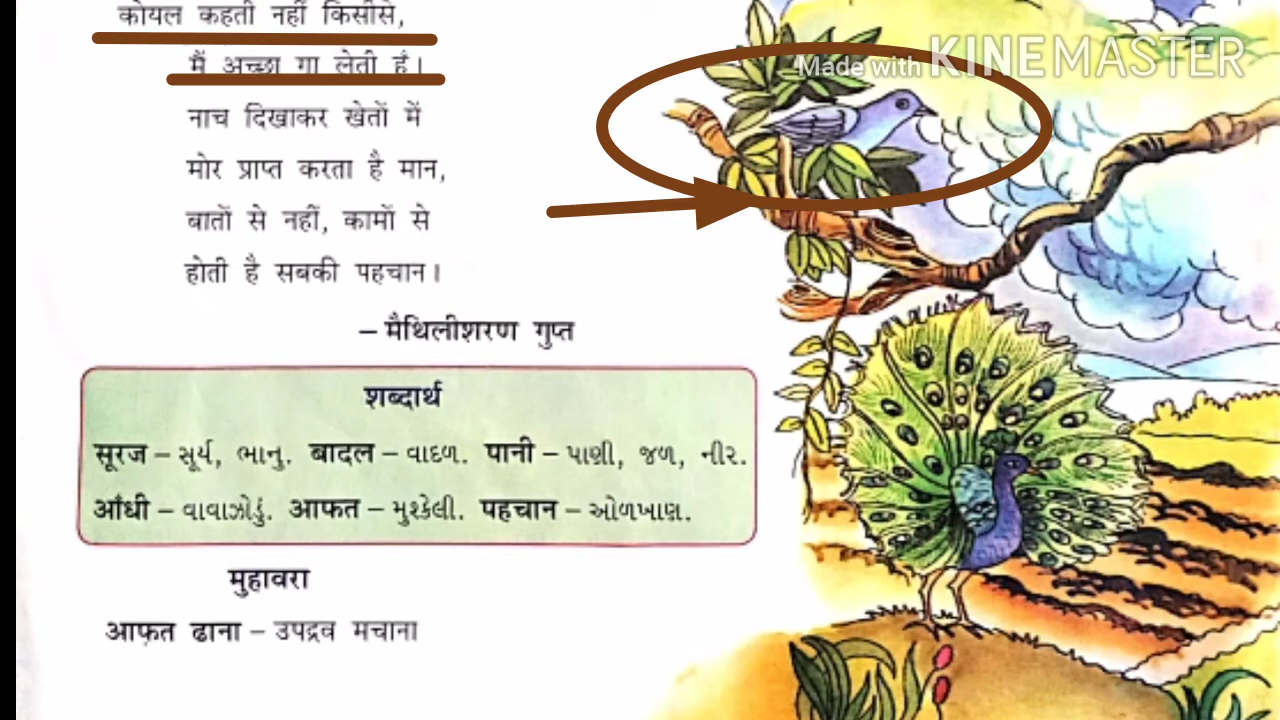 कोयल कहती नहीं किसीसे,
मैं अच्छा गा लेती हूँ।
नाच दिखाकर खेतों में
मोर प्राप्त करता है मान,
बातों से नहीं, कामों से
होती है सबकी पहचान।
– मैथिलीशरण गुप्त
शब्दार्थ
सूरज – સૂર્ય, ભાનુ. बादल – વાદળ. पानी – પાણી, જળ, નીર.
आँधी – વાવાઝોડું. आफत – મુશ્કેલી. पहचान – ઓળખાણ.
मुहावरा
आफ़त ढाना – उपद्रव मचाना
Made with KINEMASTER